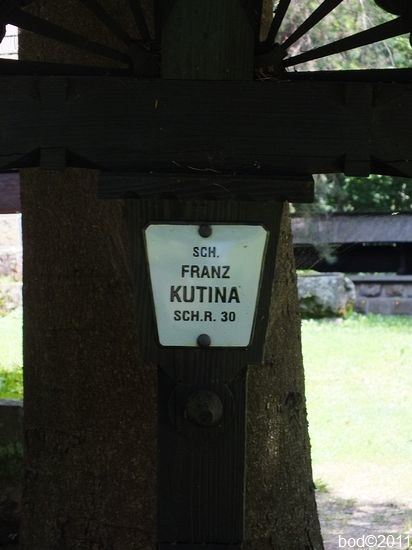 SCH.
FRANZ
KUTINA
SCH.R. 30
bod©2011